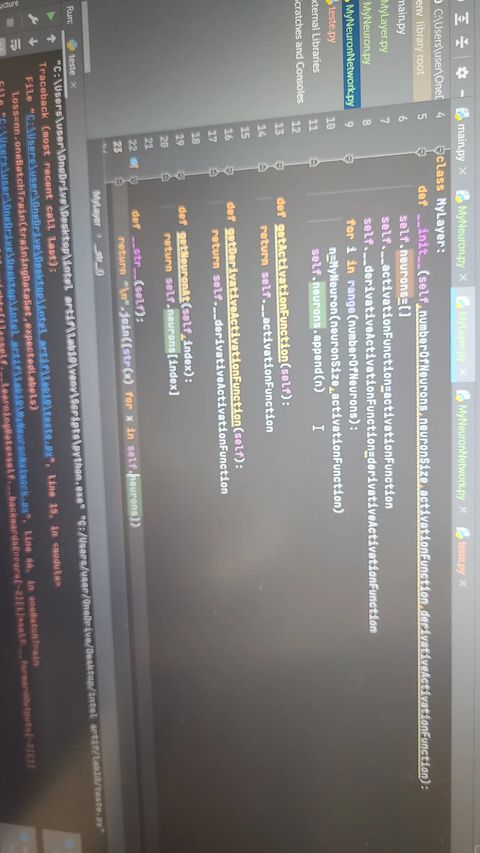 main.py × MyNeuron.py × MyLayer.py × MyNeuronNetwork.py × teste.py ×
C:\Users\user\OneD
env library root
main.py
MyLayer.py
MyNeuron.py
MyNeuronNetwork.py
teste.py
xternal Libraries
cratches and Consoles
4 class MyLayer:
5 def __init__(self,numberOfNeurons,neuronSize,activationFunction,derivativeActivationFunction):
6 self.neurons=[]
7 self.__activationFunction=activationFunction
8 self.__derivativeActivationFunction=derivativeActivationFunction
9 for i in range(numberOfNeurons):
10 n=MyNeuron(neuronSize,activationFunction)
11 self.neurons.append(n)
12
13 def getActivationFunction(self):
14 return self.__activationFunction
15
16 def getDerivativeActivationFunction(self):
17 return self.__derivativeActivationFunction
18
19 def getNeuronAt(self,index):
20 return self.neurons[index]
21
22 def __str__(self):
23 return "\n".join([str(x) for x in self.neurons])
MyLayer > __str__()
Run: teste ×
"C:\Users\user\OneDrive\Desktop\intel artif\lab10\venv\Scripts\python.exe" "C:/Users/user/OneDrive/Desktop/intel artif/lab10/teste.py"
Traceback (most recent call last):
File "C:\Users\user\OneDrive\Desktop\intel artif\lab10\teste.py", line 15, in <module>
loss=nn.oneBatchTrain(trainingDataSet,expectedLabels)
File "C:\Users\user\OneDrive\Desktop\intel artif\lab10\MyNeuronNetwork.py", line 66, in oneBatchTrain